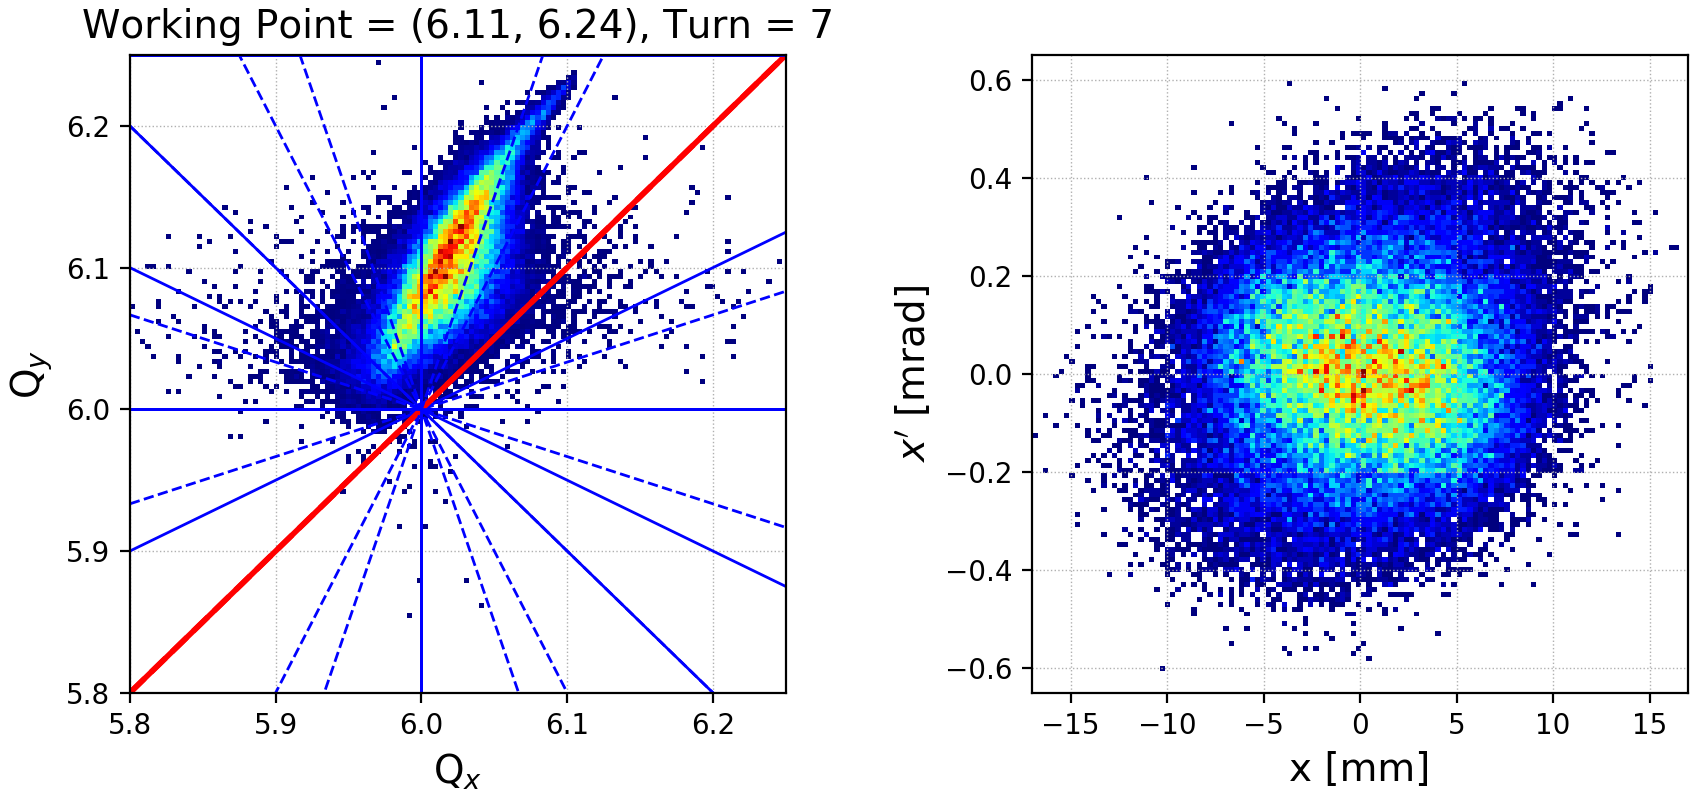 Working Point = (6.11, 6.24), Turn = 7
6.2
6.1
6.0
5.9
5.8
Q_y
5.8 5.9 6.0 6.1 6.2
Q_x
0.6
0.4
0.2
0.0
−0.2
−0.4
−0.6
x′ [mrad]
−15 −10 −5 0 5 10 15
x [mm]